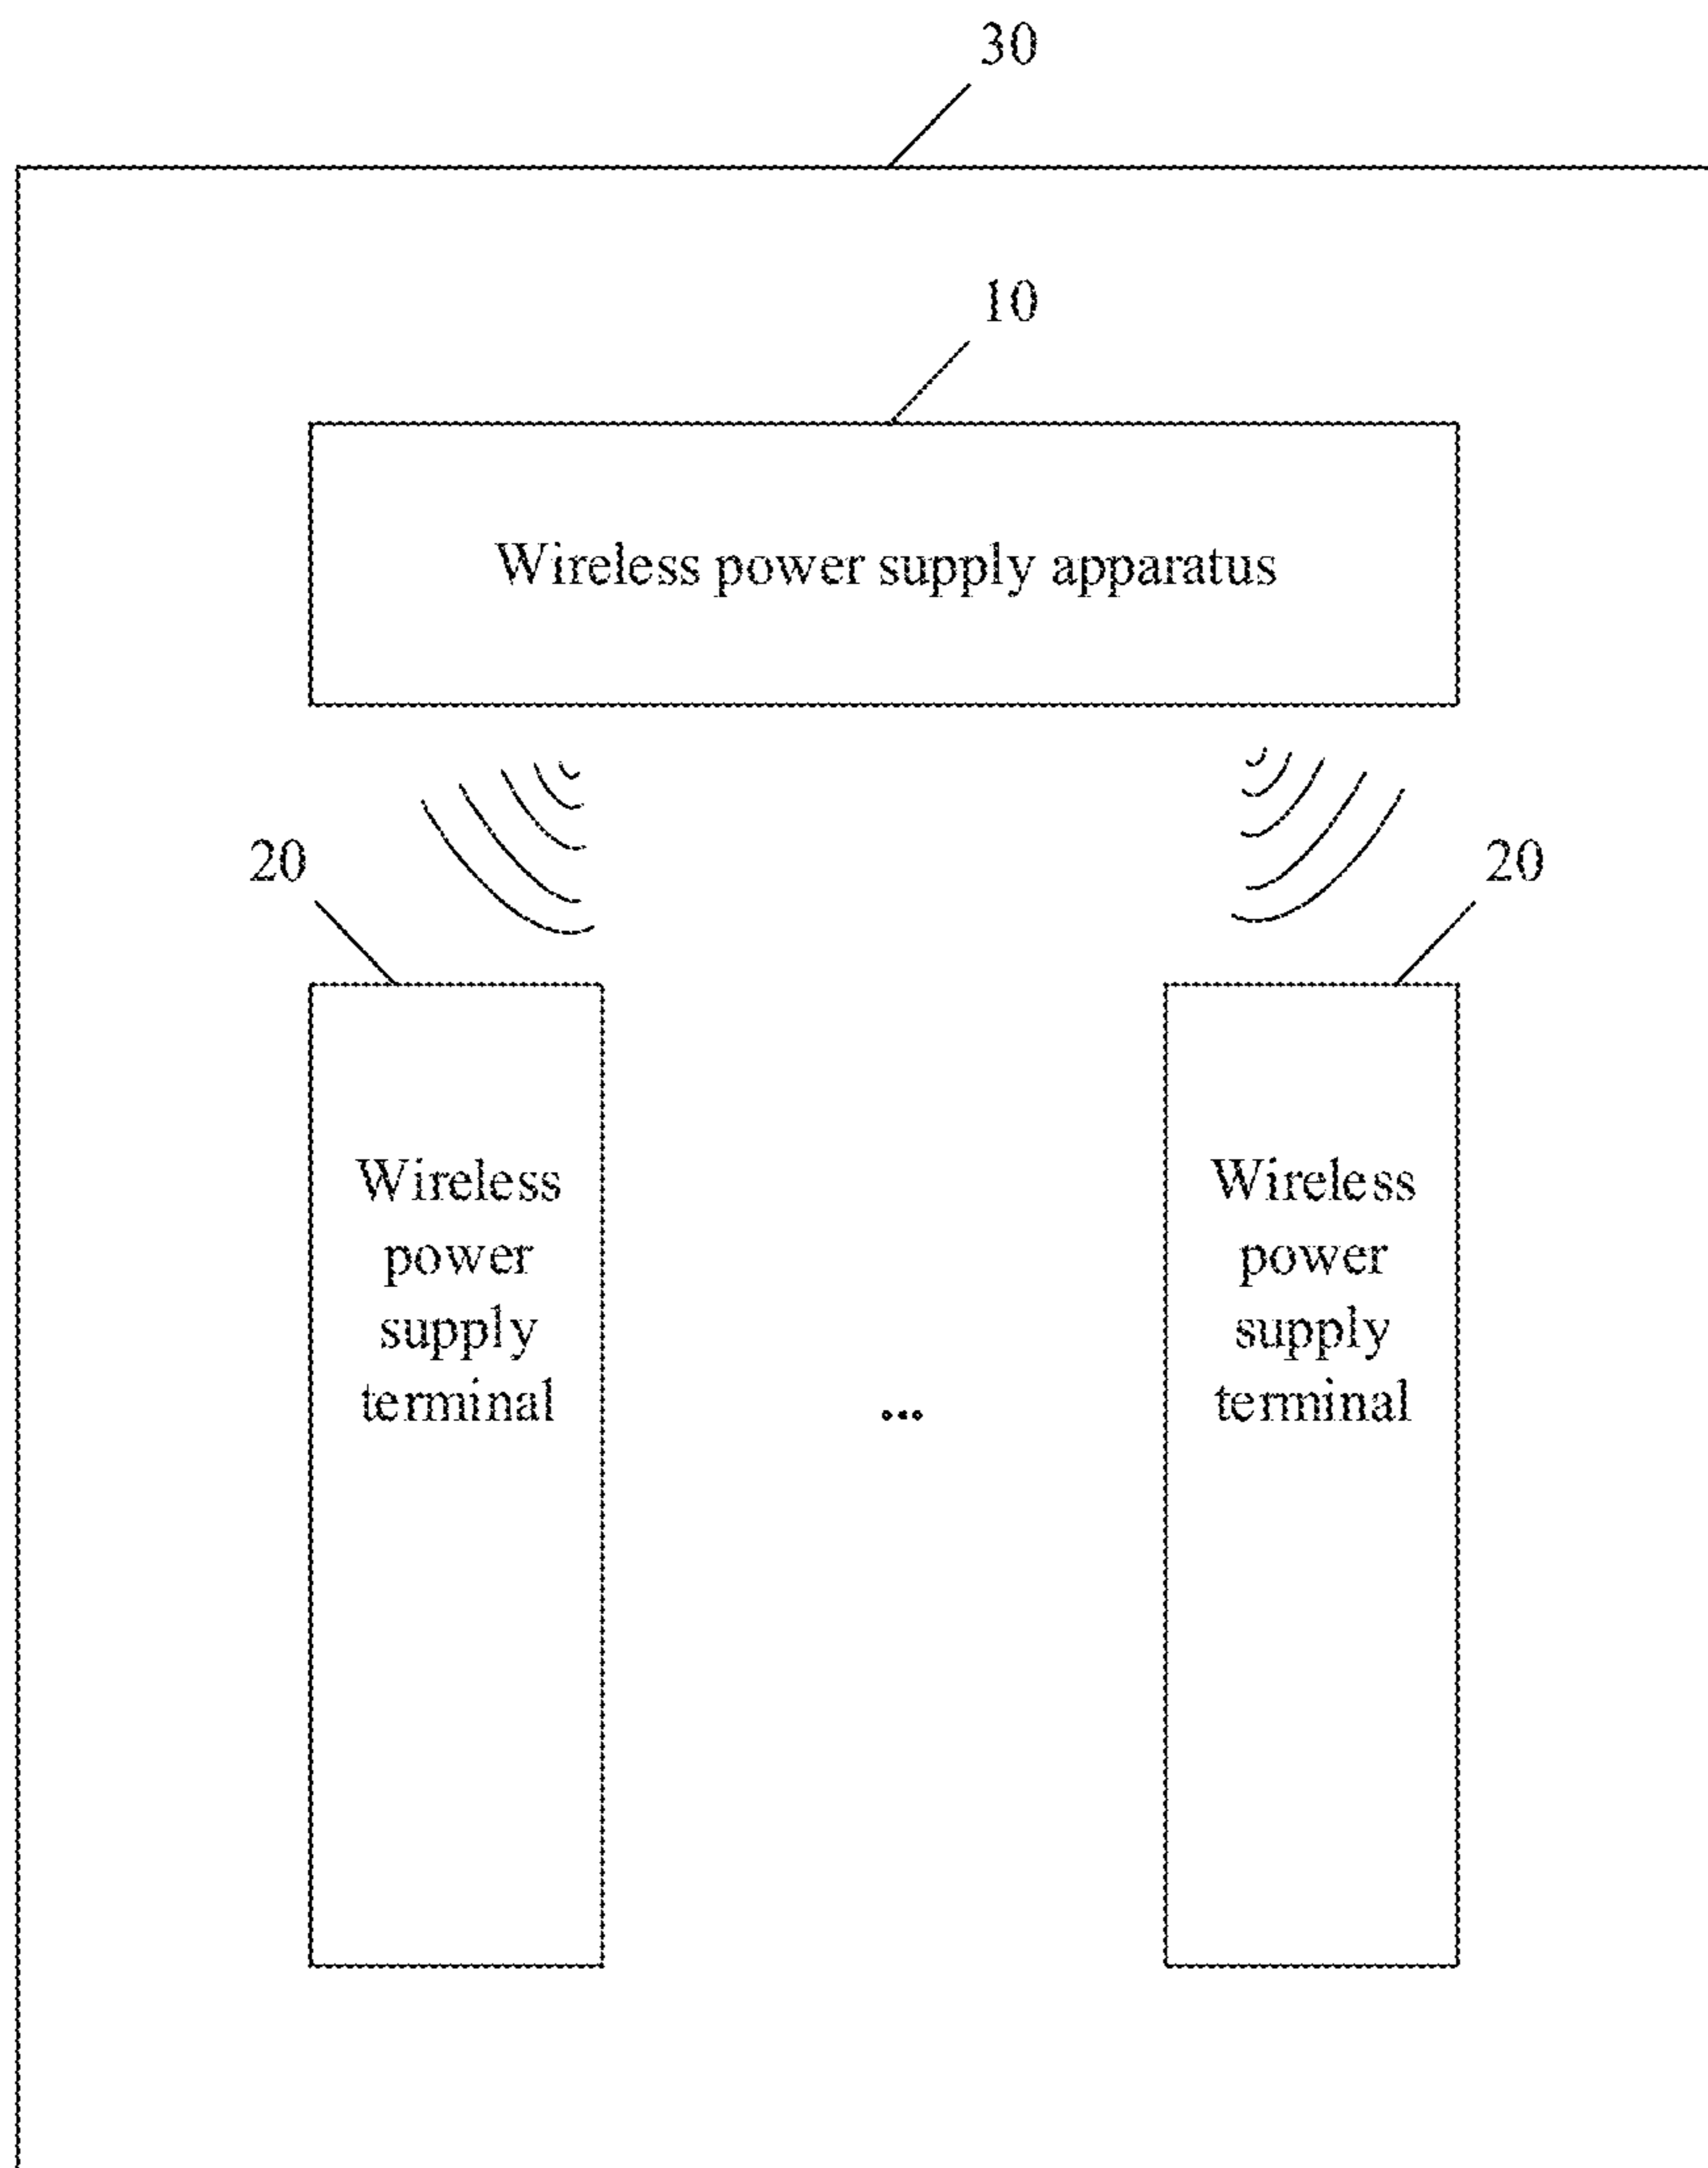 30
10
Wireless power supply apparatus
20
20
Wireless
power
supply
terminal
...
Wireless
power
supply
terminal